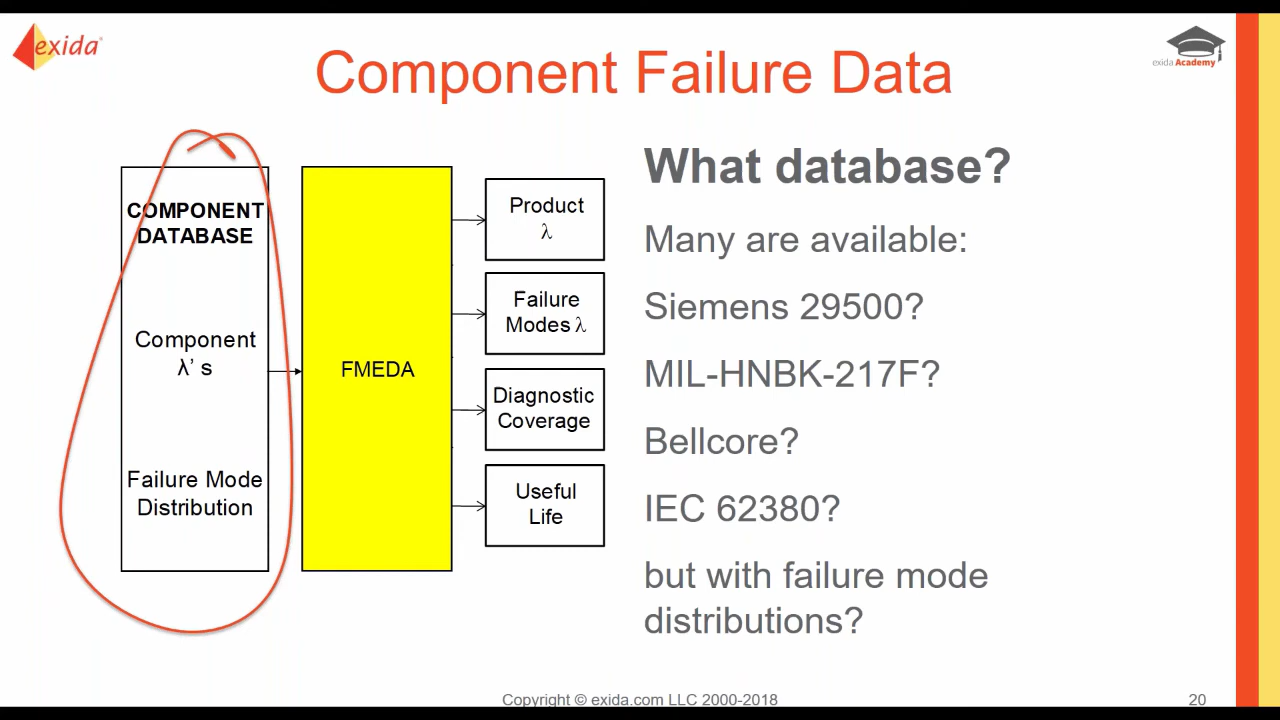 exida
exida Academy
Component Failure Data
COMPONENT
DATABASE
Component
λ's
Failure Mode
Distribution
FMEDA
Product
λ
Failure
Modes λ
Diagnostic
Coverage
Useful
Life
What database?
Many are available:
Siemens 29500?
MIL-HNBK-217F?
Bellcore?
IEC 62380?
but with failure mode
distributions?
Copyright © exida.com LLC 2000-2018
20